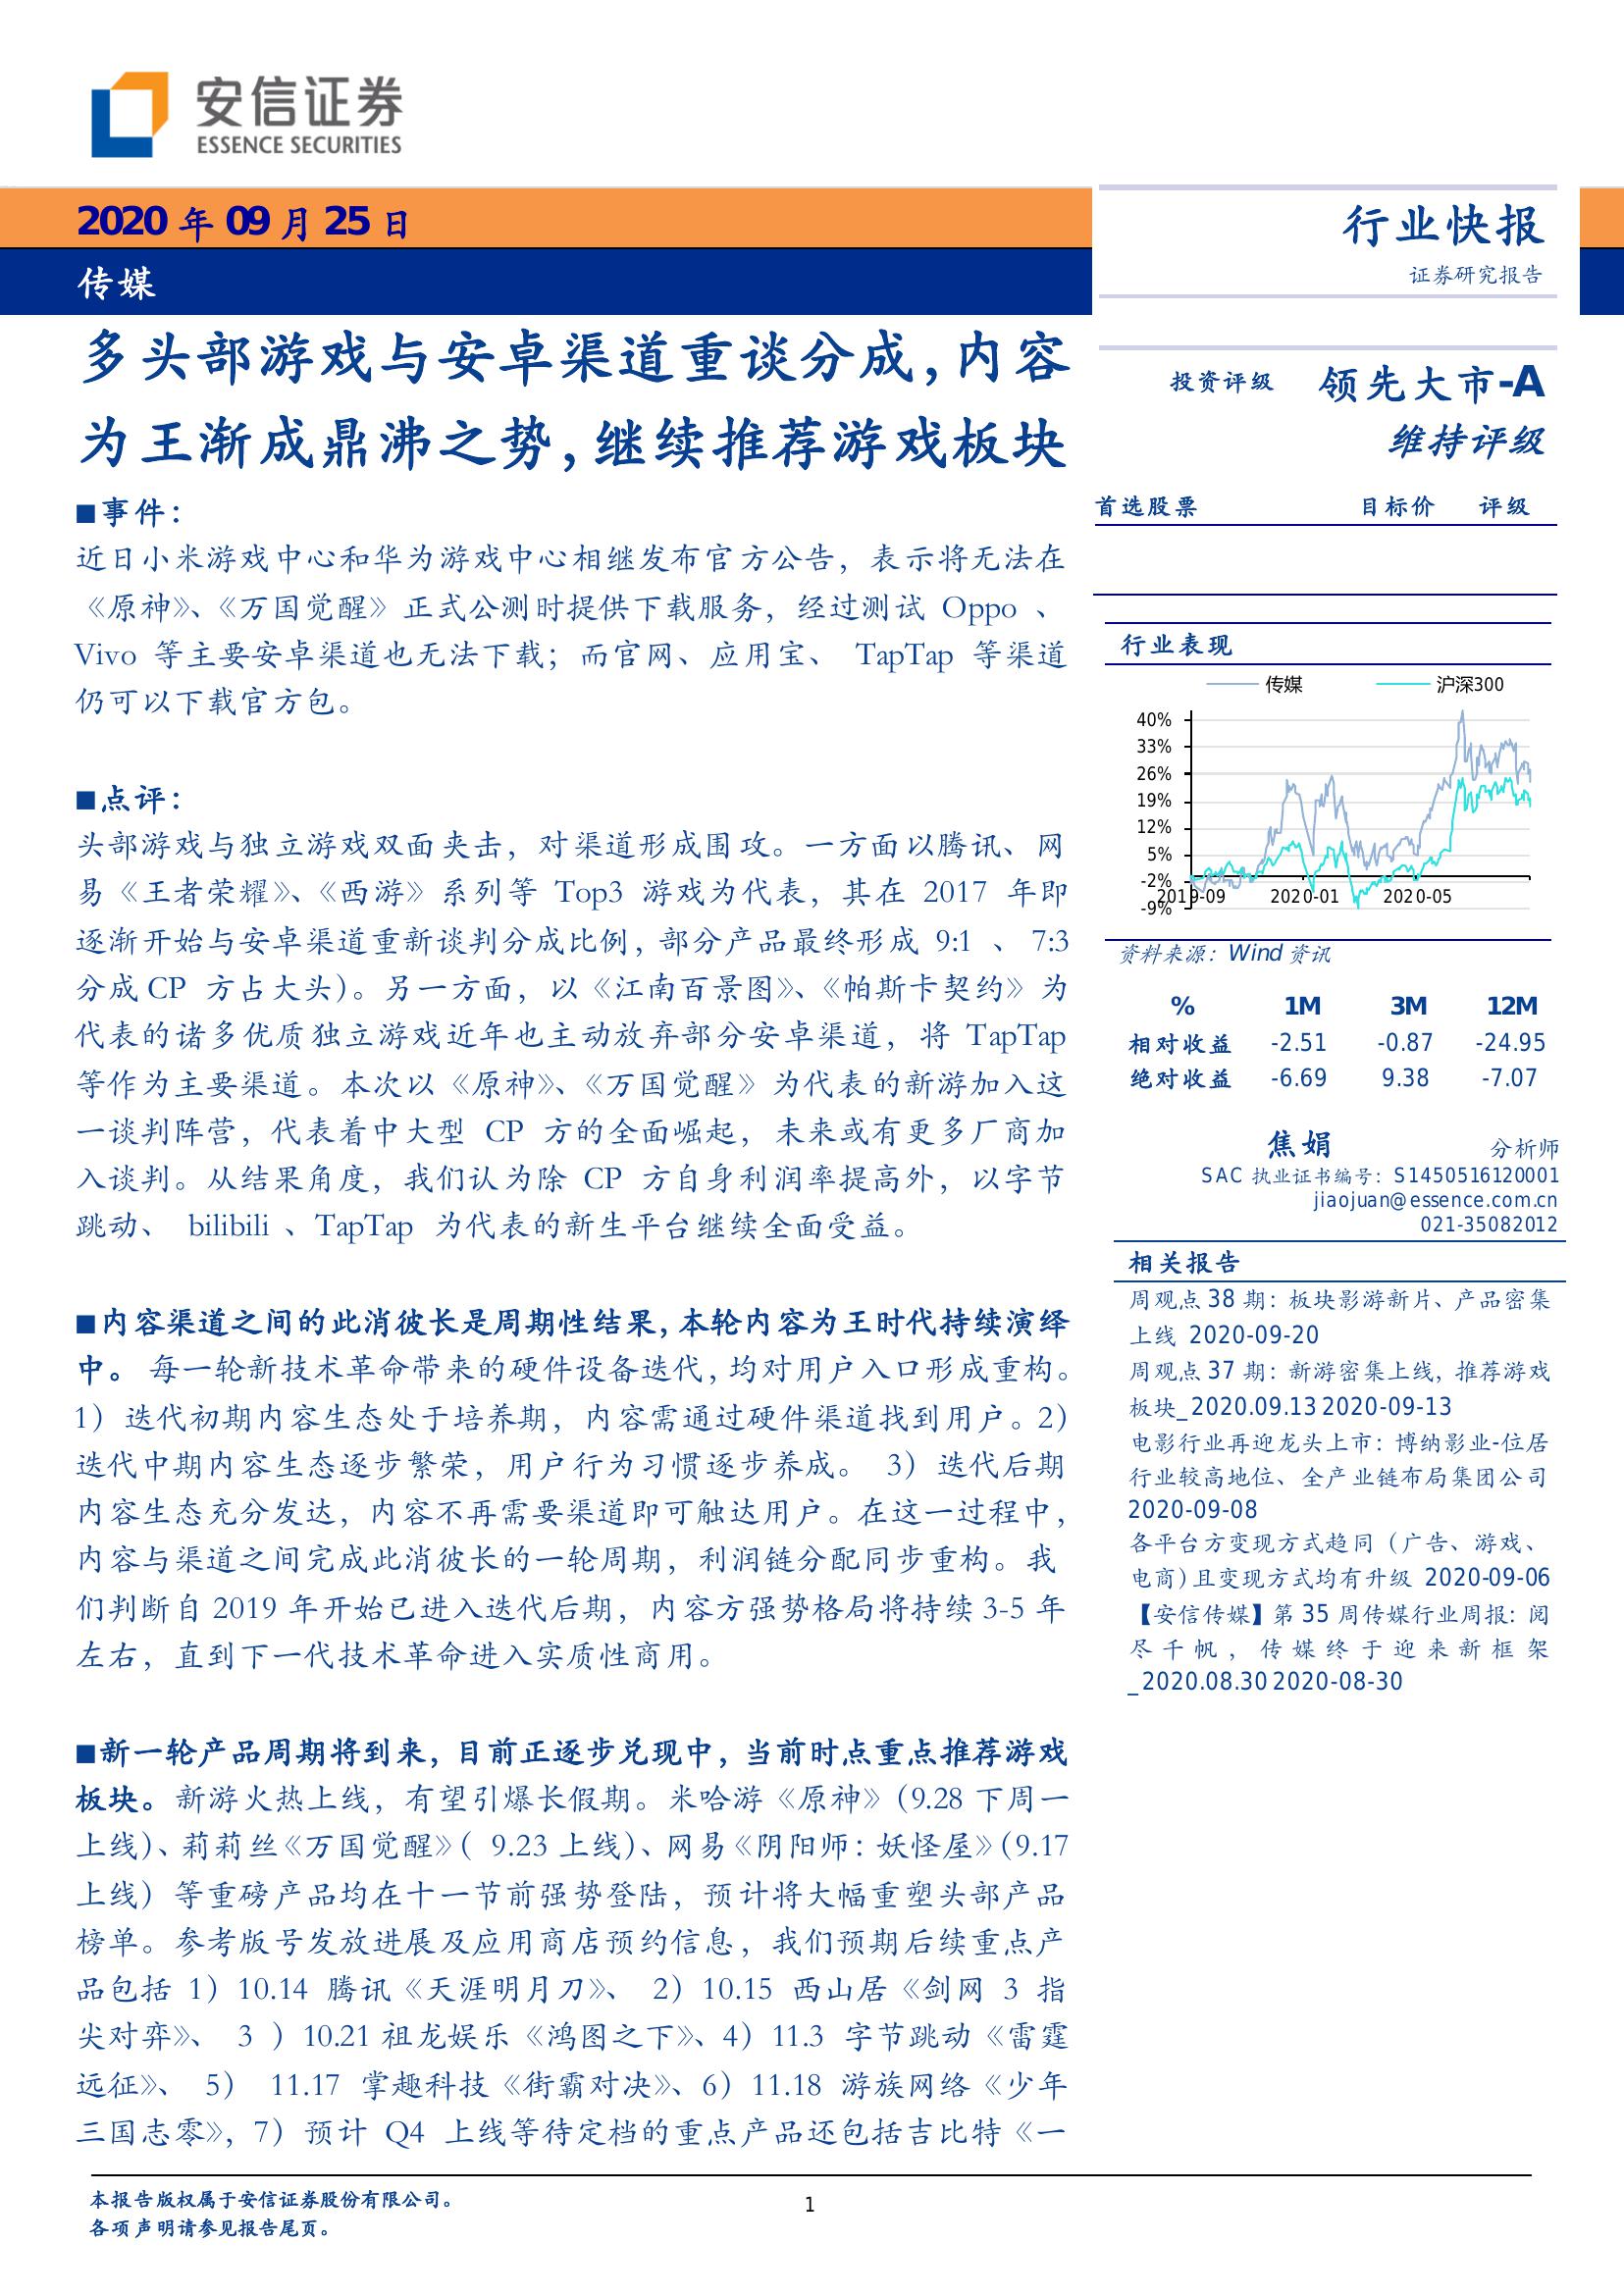 安信证券
ESSENCE SECURITIES
2020 年 09 月 25 日
传媒
行业快报
证券研究报告
多头部游戏与安卓渠道重谈分成，内容
为王渐成鼎沸之势，继续推荐游戏板块
■事件：
近日小米游戏中心和华为游戏中心相继发布官方公告，表示将无法在
《原神》、《万国觉醒》正式公测时提供下载服务，经过测试 Oppo 、
Vivo 等主要安卓渠道也无法下载；而官网、应用宝、 TapTap 等渠道
仍可以下载官方包。
■点评：
头部游戏与独立游戏双面夹击，对渠道形成围攻。一方面以腾讯、网
易《王者荣耀》、《西游》系列等 Top3 游戏为代表，其在 2017 年即
逐渐开始与安卓渠道重新谈判分成比例，部分产品最终形成 9:1 、 7:3
分成 CP 方占大头）。另一方面，以《江南百景图》、《帕斯卡契约》为
代表的诸多优质独立游戏近年也主动放弃部分安卓渠道，将 TapTap
等作为主要渠道。本次以《原神》、《万国觉醒》为代表的新游加入这
一谈判阵营，代表着中大型 CP 方的全面崛起，未来或有更多厂商加
入谈判。从结果角度，我们认为除 CP 方自身利润率提高外，以字节
跳动、 bilibili 、TapTap 为代表的新生平台继续全面受益。
■内容渠道之间的此消彼长是周期性结果，本轮内容为王时代持续演绎
中。 每一轮新技术革命带来的硬件设备迭代，均对用户入口形成重构。
1）迭代初期内容生态处于培养期，内容需通过硬件渠道找到用户。2）
迭代中期内容生态逐步繁荣，用户行为习惯逐步养成。 3）迭代后期
内容生态充分发达，内容不再需要渠道即可触达用户。在这一过程中，
内容与渠道之间完成此消彼长的一轮周期，利润链分配同步重构。我
们判断自 2019 年开始已进入迭代后期，内容方强势格局将持续 3-5 年
左右，直到下一代技术革命进入实质性商用。
■新一轮产品周期将到来，目前正逐步兑现中，当前时点重点推荐游戏
板块。新游火热上线，有望引爆长假期。米哈游《原神》（9.28 下周一
上线）、莉莉丝《万国觉醒》（ 9.23 上线）、网易《阴阳师：妖怪屋》（9.17
上线）等重磅产品均在十一节前强势登陆，预计将大幅重塑头部产品
榜单。参考版号发放进展及应用商店预约信息，我们预期后续重点产
品包括 1）10.14 腾讯《天涯明月刀》、 2）10.15 西山居《剑网 3 指
尖对弈》、 3 ）10.21 祖龙娱乐《鸿图之下》、4）11.3 字节跳动《雷霆
远征》、 5） 11.17 掌趣科技《街霸对决》、6）11.18 游族网络《少年
三国志零》，7）预计 Q4 上线等待定档的重点产品还包括吉比特《一
投资评级 领先大市-A
维持评级
首选股票 目标价 评级
行业表现
传媒 沪深300
40%
33%
26%
19%
12%
5%
-2%
-9%
2019-09 2020-01 2020-05
资料来源：Wind 资讯
% 1M 3M 12M
相对收益 -2.51 -0.87 -24.95
绝对收益 -6.69 9.38 -7.07
焦娟 分析师
SAC 执业证书编号：S1450516120001
jiaojuan@essence.com.cn
021-35082012
相关报告
周观点 38 期：板块影游新片、产品密集
上线 2020-09-20
周观点 37 期：新游密集上线，推荐游戏
板块_2020.09.13 2020-09-13
电影行业再迎龙头上市：博纳影业-位居
行业较高地位、全产业链布局集团公司
2020-09-08
各平台方变现方式趋同（广告、游戏、
电商）且变现方式均有升级 2020-09-06
【安信传媒】第 35 周传媒行业周报：阅
尽千帆，传媒终于迎来新框架
_2020.08.30 2020-08-30
本报告版权属于安信证券股份有限公司。
各项声明请参见报告尾页。
1